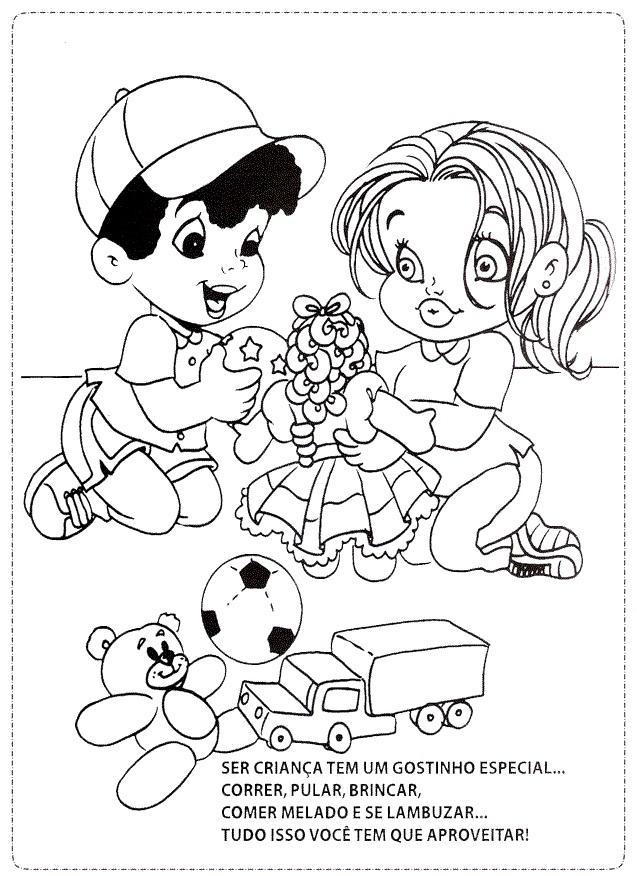 SER CRIANÇA TEM UM GOSTINHO ESPECIAL...
CORRER, PULAR, BRINCAR,
COMER MELADO E SE LAMBUZAR...
TUDO ISSO VOCÊ TEM QUE APROVEITAR!